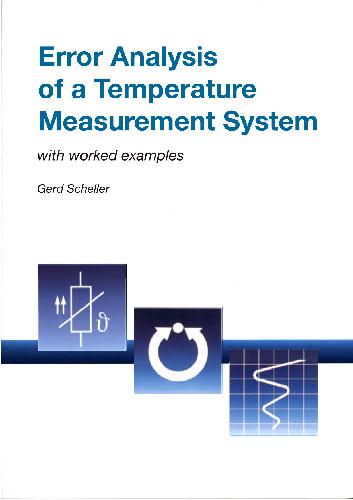 Error Analysis
of a Temperature
Measurement System
with worked examples
Gerd Scheller
ϑ